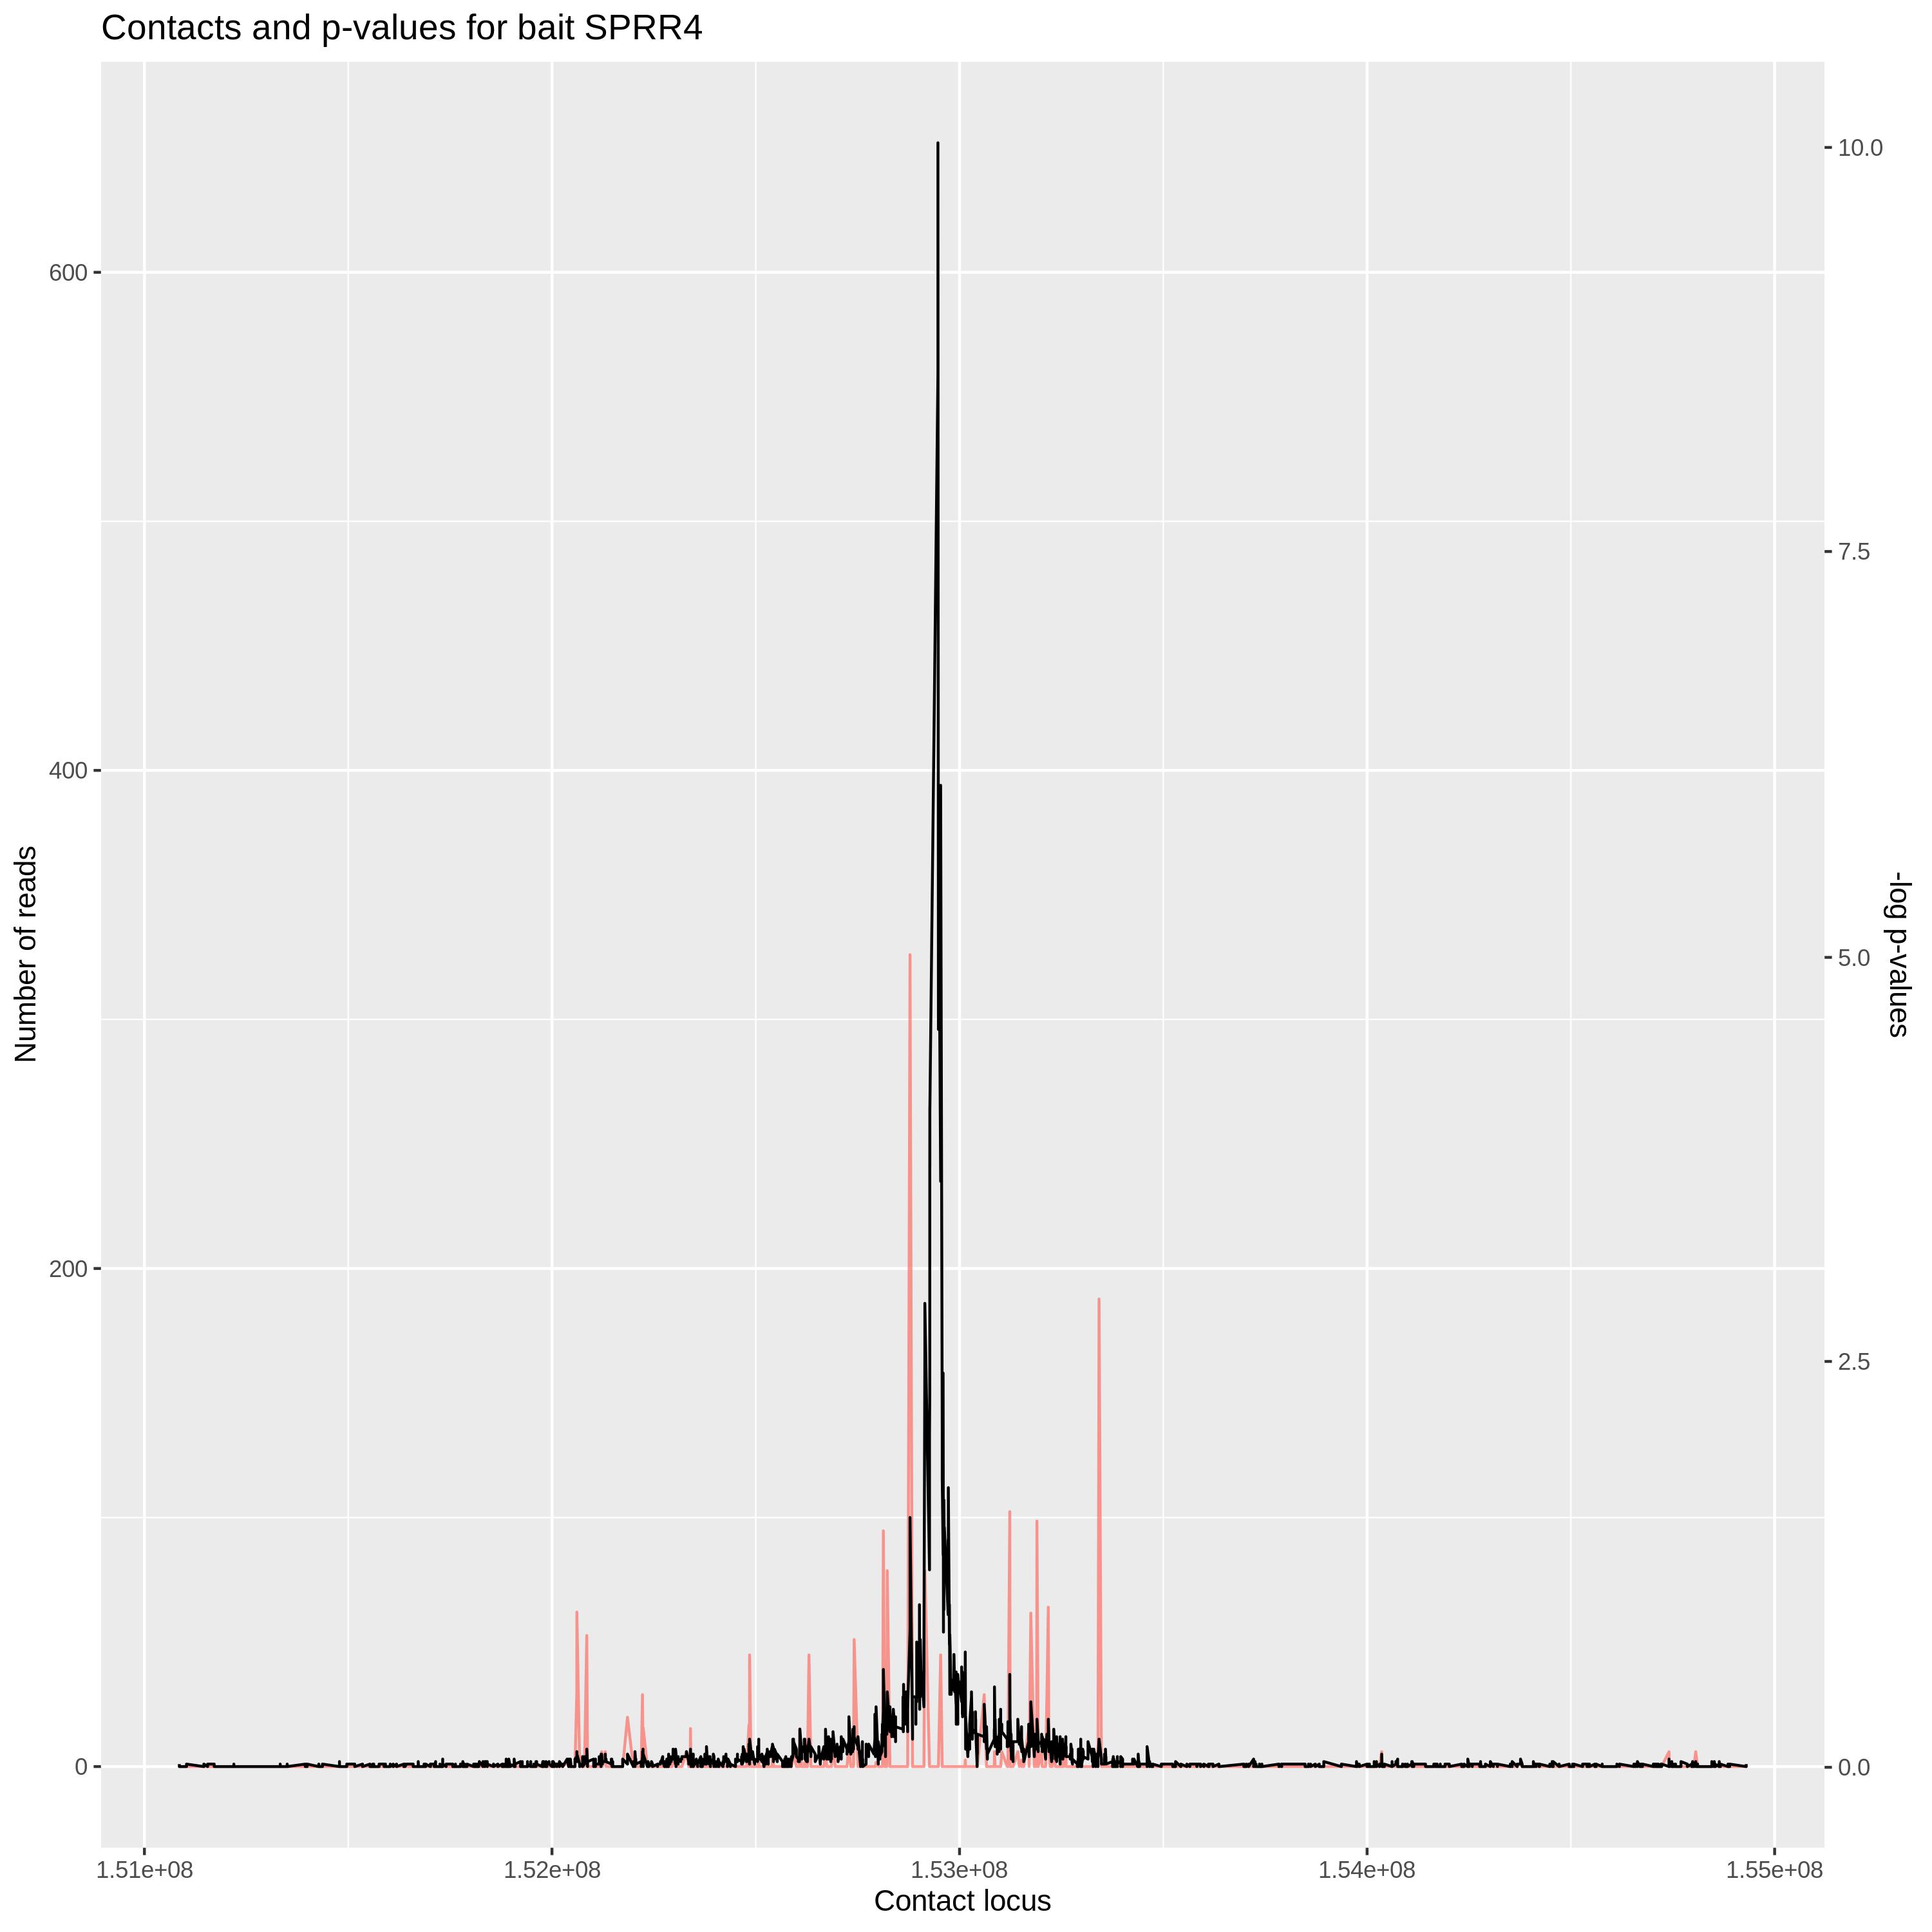 Contacts and p-values for bait SPRR4
Number of reads
600
400
200
0
10.0
7.5
5.0
2.5
0.0
-log p-values
1.51e+08
1.52e+08
1.53e+08
1.54e+08
1.55e+08
Contact locus